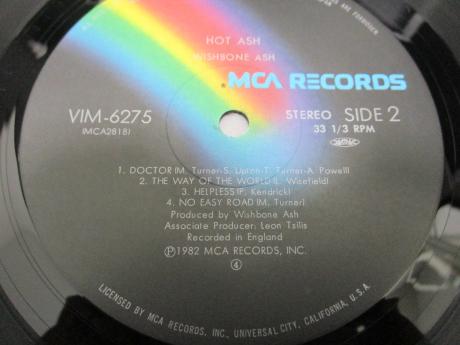 ARE FORBIDDEN.
HOT ASH
WISHBONE ASH
MCA RECORDS
VIM-6275
(MCA2818)
STEREO SIDE 2
33 1/3 RPM
1. DOCTOR(M. Turner-S. Upton-T. Turner-A. Powell)
2. THE WAY OF THE WORLD(L. Wisefield)
3. HELPLESS(P. Kendrick)
4. NO EASY ROAD(M. Turner)
Produced by Wishbone Ash
Associate Producer: Leon Tsilis
Recorded in England
Ⓟ©1982 MCA RECORDS, INC.
④
LICENSED BY MCA RECORDS, INC., UNIVERSAL CITY, CALIFORNIA, U.S.A.